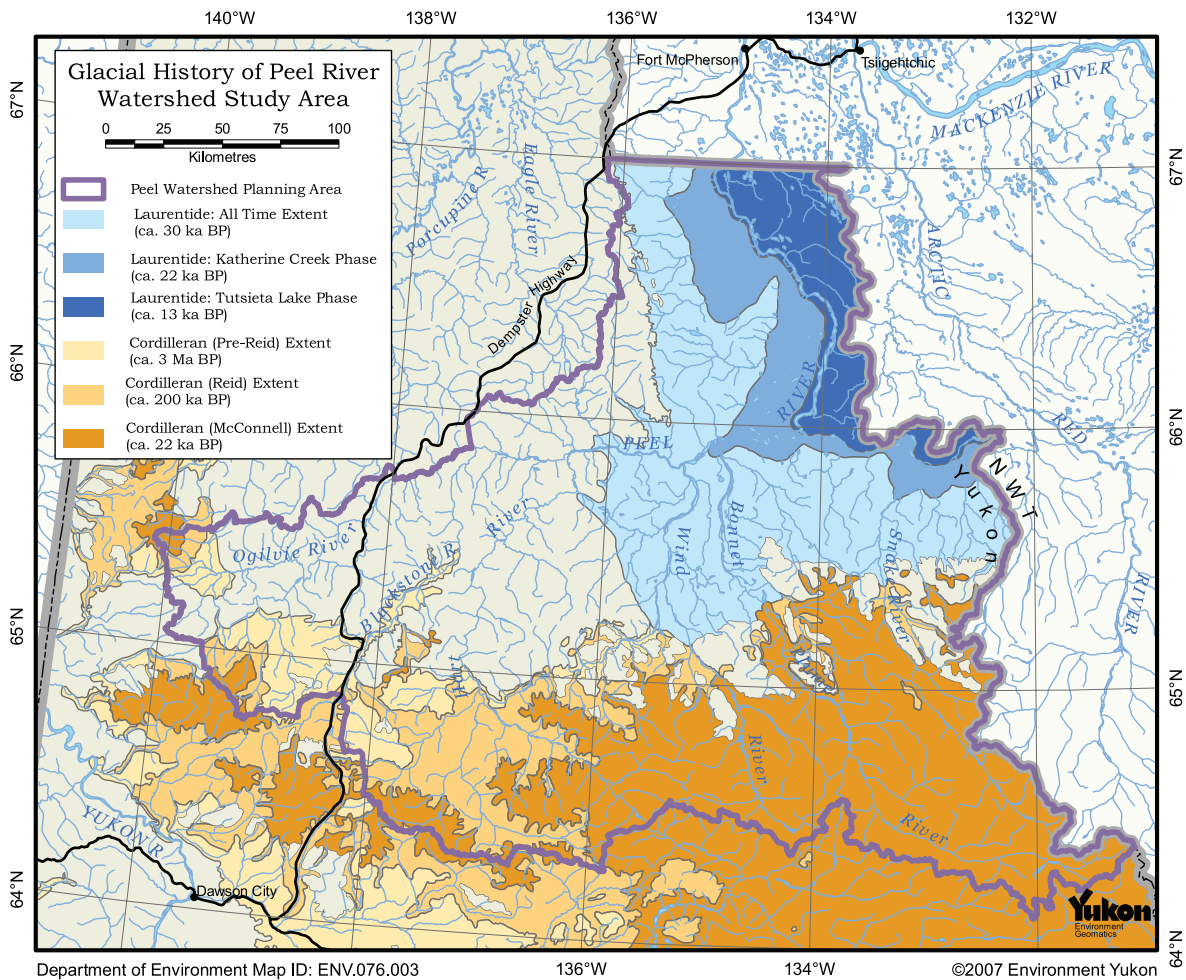 140°W
138°W
136°W
134°W
132°W
Glacial History of Peel River
Watershed Study Area
0 25 50 75 100
Kilometres
Peel Watershed Planning Area
Laurentide: All Time Extent
(ca. 30 ka BP)
Laurentide: Katherine Creek Phase
(ca. 22 ka BP)
Laurentide: Tutsieta Lake Phase
(ca. 13 ka BP)
Cordilleran (Pre-Reid) Extent
(ca. 3 Ma BP)
Cordilleran (Reid) Extent
(ca. 200 ka BP)
Cordilleran (McConnell) Extent
(ca. 22 ka BP)
Fort McPherson
Tsiigehtchic
MACKENZIE RIVER
67°N
67°N
Eagle River
Porcupine R
ARCTIC
Dempster Highway
66°N
RIVER
66°N
PEEL
RED
NWT
Yukon
River
Bonnet
Wind
Snake River
Ogilvie River
Blackstone R
RIVER
65°N
Hart
65°N
River
River
YUKON R
64°N
Dawson City
Yukon
Environment
Geomatics
64°N
136°W
134°W
Department of Environment Map ID: ENV.076.003
©2007 Environment Yukon